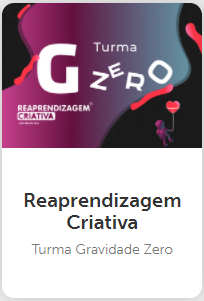 Turma
G ZERO
REAPRENDIZAGEM
CRIATIVA
Reaprendizagem
Criativa
Turma Gravidade Zero